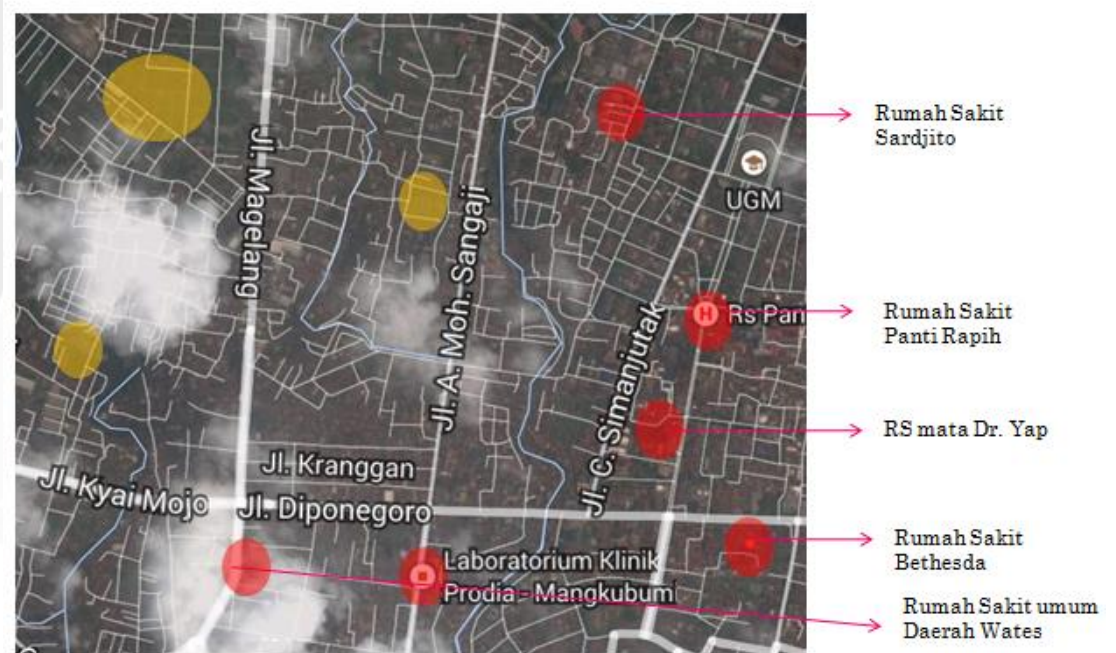 Rumah Sakit
Sardjito
UGM
Jl. Magelang
Jl. A. Moh. Sangaji
Rs Pan
Rumah Sakit
Panti Rapih
Jl. C. Simanjutak
RS mata Dr. Yap
Jl. Kranggan
Jl. Kyai Mojo
Jl. Diponegoro
H
Laboratorium Klinik
Prodia - Mangkubumi
Rumah Sakit
Bethesda
Rumah Sakit umum
Daerah Wates